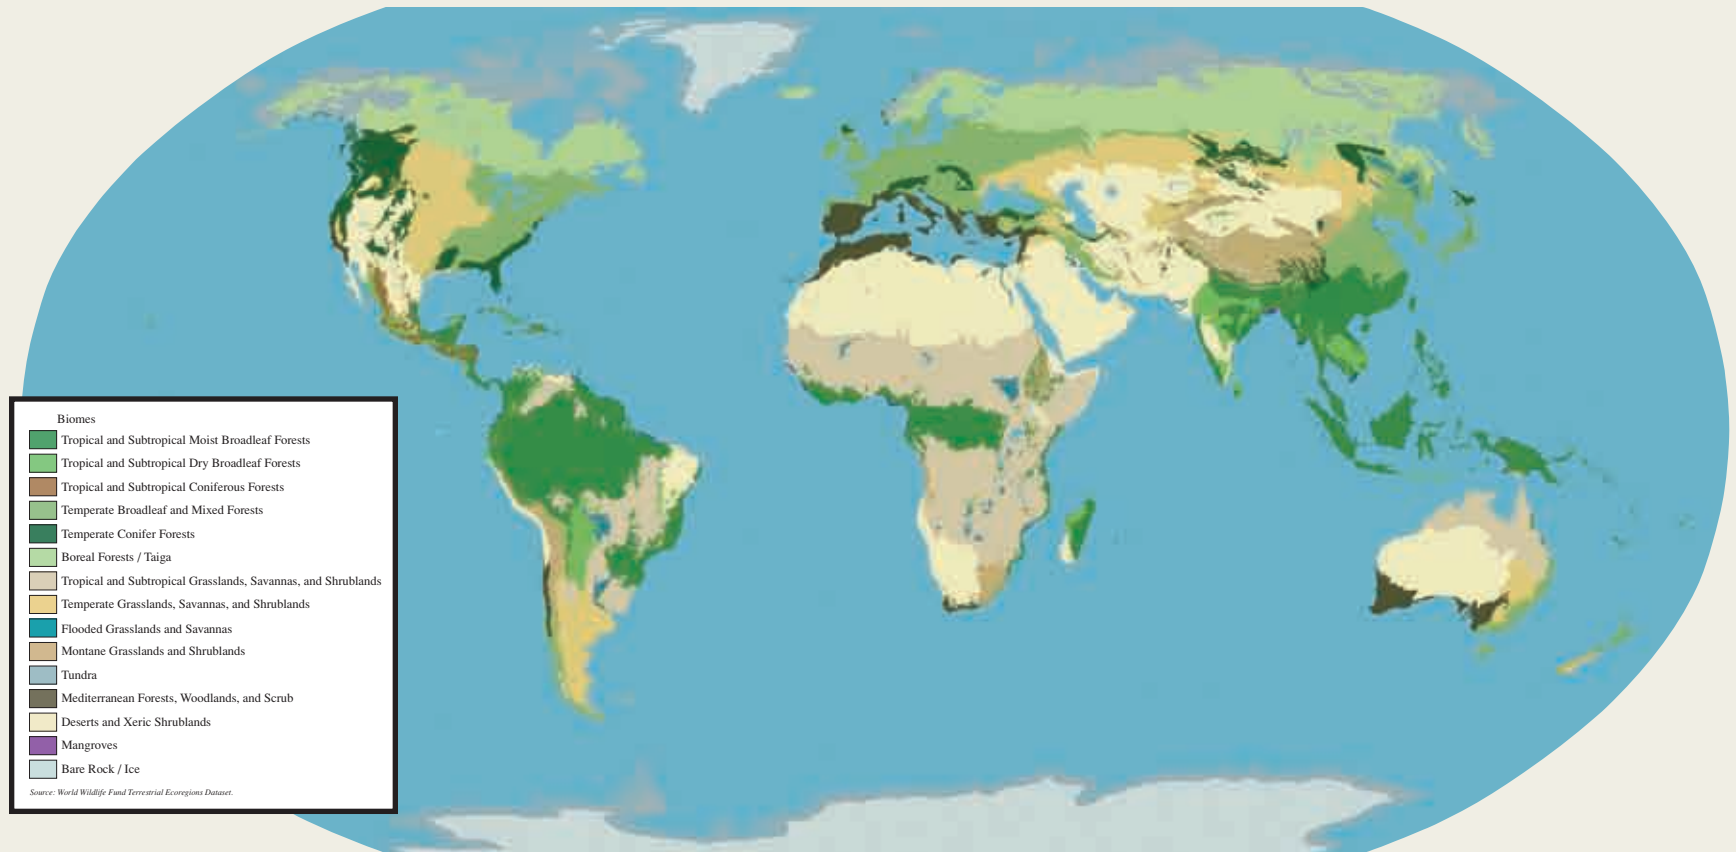 Biomes
Tropical and Subtropical Moist Broadleaf Forests
Tropical and Subtropical Dry Broadleaf Forests
Tropical and Subtropical Coniferous Forests
Temperate Broadleaf and Mixed Forests
Temperate Conifer Forests
Boreal Forests / Taiga
Tropical and Subtropical Grasslands, Savannas, and Shrublands
Temperate Grasslands, Savannas, and Shrublands
Flooded Grasslands and Savannas
Montane Grasslands and Shrublands
Tundra
Mediterranean Forests, Woodlands, and Scrub
Deserts and Xeric Shrublands
Mangroves
Bare Rock / Ice
Source: World Wildlife Fund Terrestrial Ecoregions Dataset.